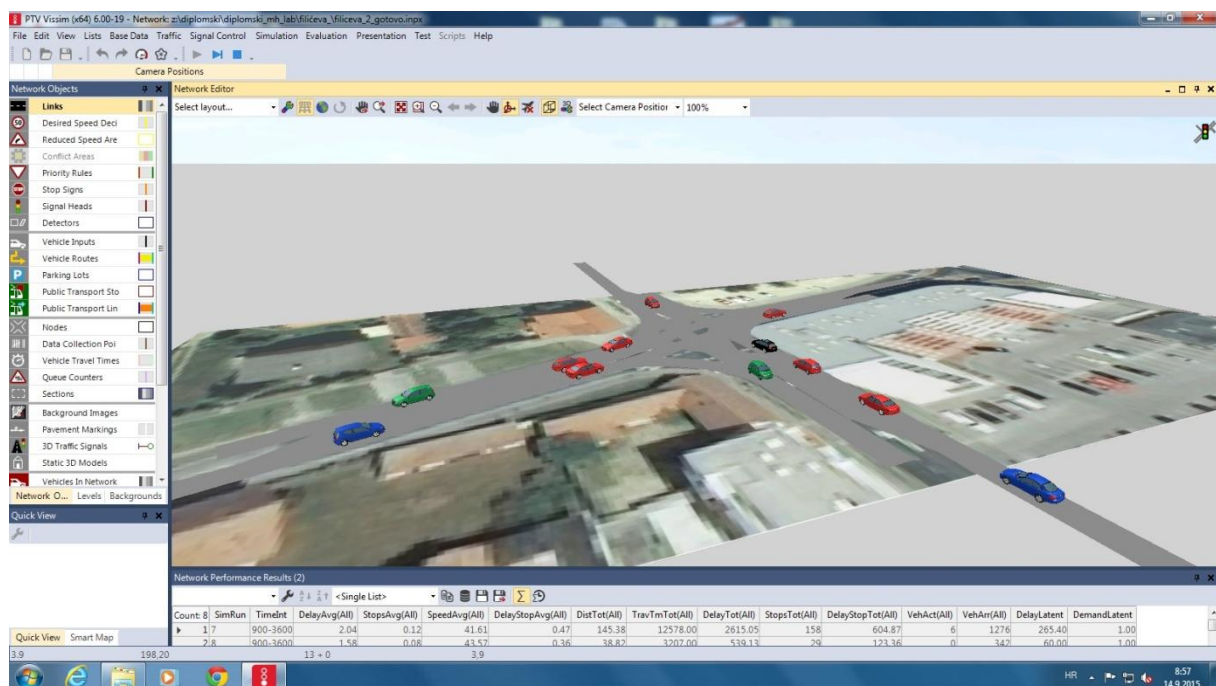 PTV Vissim (x64) 6.00-19 - Network: z:\diplomski\diplomski_mh_lab\filićeva_\filiceva_2_gotovo.inpx
File Edit View Lists Base Data Traffic Signal Control Simulation Evaluation Presentation Test Scripts Help
Camera Positions
Network Objects
Network Editor
Select layout...
Select Camera Position
100%
Links
Desired Speed Deci
Reduced Speed Are
Conflict Areas
Priority Rules
Stop Signs
Signal Heads
Detectors
Vehicle Inputs
Vehicle Routes
Parking Lots
Public Transport Sto
Public Transport Lin
Nodes
Data Collection Poi
Vehicle Travel Times
Queue Counters
Sections
Background Images
Pavement Markings
3D Traffic Signals
Static 3D Models
Vehicles In Network
Network O... Levels Backgrounds
Quick View
Quick View Smart Map
Network Performance Results (2)
<Single List>
Count: 8 SimRun TimeInt DelayAvg(All) StopsAvg(All) SpeedAvg(All) DelayStopAvg(All) DistTot(All) TravTmTot(All) DelayTot(All) StopsTot(All) DelayStopTot(All) VehAct(All) VehArr(All) DelayLatent DemandLatent
1 7 900-3600 2.04 0.12 41.61 0.47 145.38 12578.00 2615.05 158 604.87 6 1276 265.40 1.00
2 8 900-3600 1.58 0.08 43.57 0.36 38.82 3207.00 539.13 29 123.36 0 342 60.00 1.00
3.9 198,20 13 + 0 3,9
HR
8:57
14.9.2015